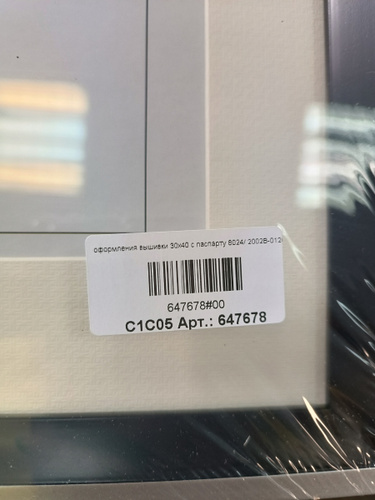 оформления вышивки 30х40 с паспарту 8024/ 2002В-012
647678#00
С1С05 Арт.: 647678